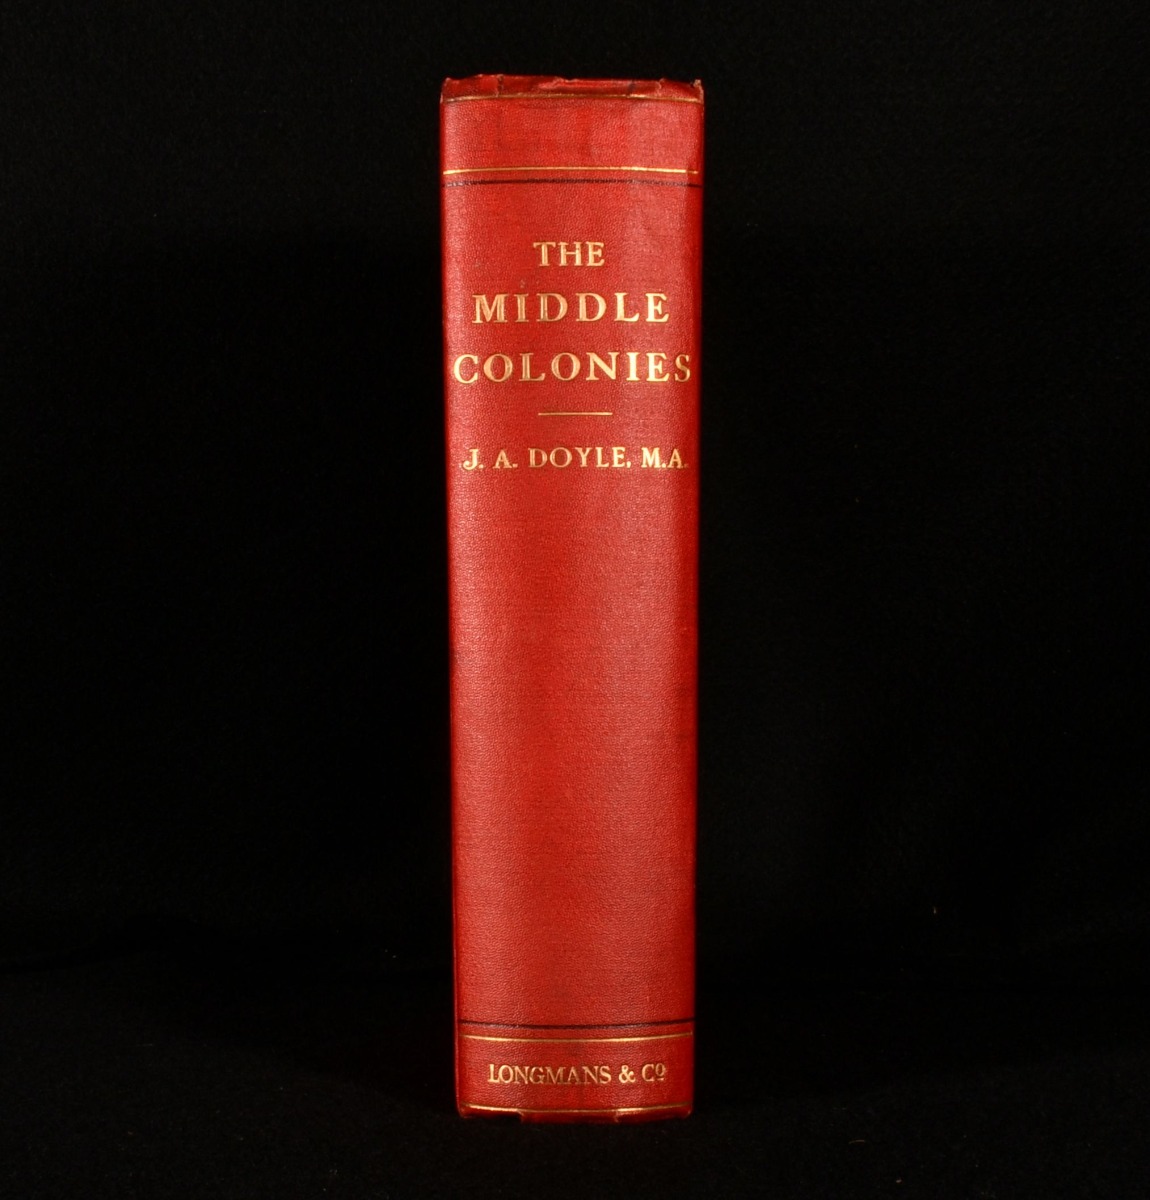 THE
MIDDLE
COLONIES
J. A. DOYLE, M.A.
LONGMANS & Cº